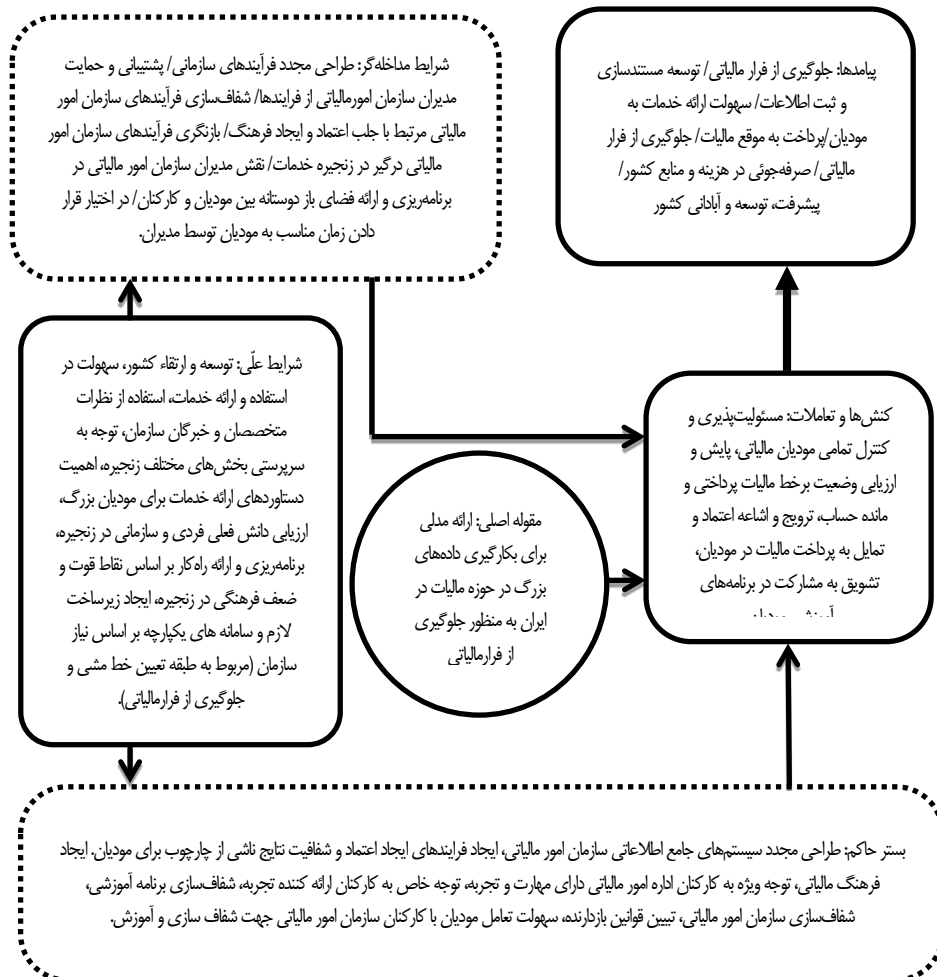 شرایط مداخله‌گر: طراحی مجدد فرآیندهای سازمانی/ پشتیبانی و حمایت
مدیران سازمان امورمالیاتی از فرایندها/ شفاف‌سازی فرآیندهای سازمان امور
مالیاتی مرتبط با جلب اعتماد و ایجاد فرهنگ/ بازنگری فرآیندهای سازمان امور
مالیاتی درگیر در زنجیره خدمات/ نقش مدیران سازمان امور مالیاتی در
برنامه‌ریزی و ارائه فضای باز دوستانه بین مودیان و کارکنان/ در اختیار قرار
دادن زمان مناسب به مودیان توسط مدیران.
پیامدها: جلوگیری از فرار مالیاتی/ توسعه مستندسازی
و ثبت اطلاعات/ سهولت ارائه خدمات به
مودیان/پرداخت به موقع مالیات/ جلوگیری از فرار
مالیاتی/ صرفه‌جوئی در هزینه و منابع کشور/
پیشرفت، توسعه و آبادانی کشور
شرایط علّی: توسعه و ارتقاء کشور، سهولت در
استفاده و ارائه خدمات، استفاده از نظرات
متخصصان و خبرگان سازمان، توجه به
سرپرستی بخش‌های مختلف زنجیره، اهمیت
دستاوردهای ارائه خدمات برای مودیان بزرگ،
ارزیابی دانش فعلی فردی و سازمانی در زنجیره،
برنامه‌ریزی و ارائه راه‌کار بر اساس نقاط قوت و
ضعف فرهنگی در زنجیره، ایجاد زیرساخت
لازم و سامانه های یکپارچه بر اساس نیاز
سازمان (مربوط به طبقه تعیین خط مشی و
جلوگیری از فرارمالیاتی).
مقوله اصلی: ارائه مدلی
برای بکارگیری داده‌های
بزرگ در حوزه مالیات در
ایران به منظور جلوگیری
از فرارمالیاتی
کنش‌ها و تعاملات: مسئولیت‌پذیری و
کنترل تمامی مودیان مالیاتی، پایش و
ارزیابی وضعیت برخط مالیات پرداختی و
مانده حساب، ترویج و اشاعه اعتماد و
تمایل به پرداخت مالیات در مودیان،
تشویق به مشارکت در برنامه‌های
بستر حاکم: طراحی مجدد سیستم‌های جامع اطلاعاتی سازمان امور مالیاتی، ایجاد فرایندهای ایجاد اعتماد و شفافیت نتایج ناشی از چارچوب برای مودیان. ایجاد
فرهنگ مالیاتی، توجه ویژه به کارکنان اداره امور مالیاتی دارای مهارت و تجربه، توجه خاص به کارکنان ارائه کننده تجربه، شفاف‌سازی برنامه آموزشی،
شفاف‌سازی سازمان امور مالیاتی، تبیین قوانین بازدارنده، سهولت تعامل مودیان با کارکنان سازمان امور مالیاتی جهت شفاف سازی و آموزش.